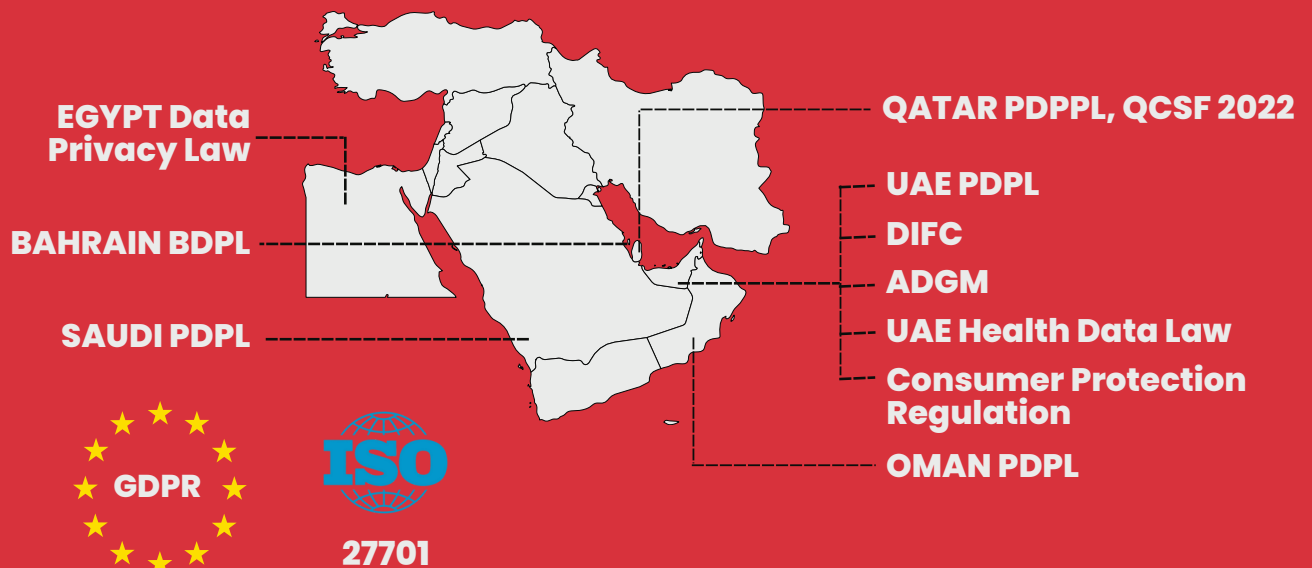 EGYPT Data
Privacy Law
BAHRAIN BDPL
SAUDI PDPL
GDPR
ISO
27701
QATAR PDPPL, QCSF 2022
UAE PDPL
DIFC
ADGM
UAE Health Data Law
Consumer Protection
Regulation
OMAN PDPL